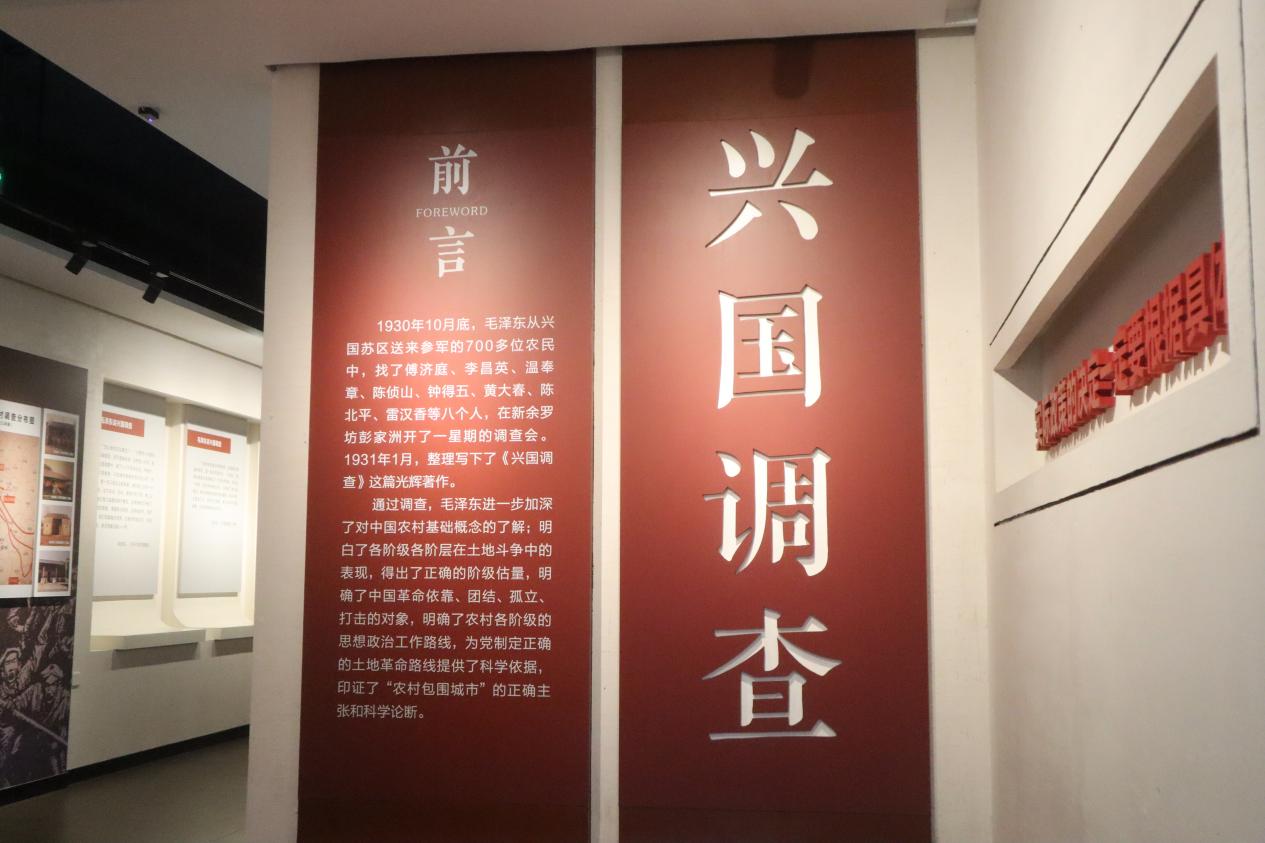 兴国调查
前言
FOREWORD
1930年10月底，毛泽东从兴
国苏区送来参军的700多位农民
中，找了傅济庭、李昌英、温奉
章、陈侦山、钟得五、黄大春、陈
北平、雷汉香等八个人，在新余罗
坊彭家洲开了一星期的调查会。
1931年1月，整理写下了《兴国调
查》这篇光辉著作。
通过调查，毛泽东进一步加深
了对中国农村基础概念的了解；明
白了各阶级各阶层在土地斗争中的
表现，得出了正确的阶级估量，明
确了中国革命依靠、团结、孤立、
打击的对象，明确了农村各阶级的
思想政治工作路线，为党制定正确
的土地革命路线提供了科学依据，
印证了“农村包围城市”的正确主
张和科学论断。
查分布图
要根据具